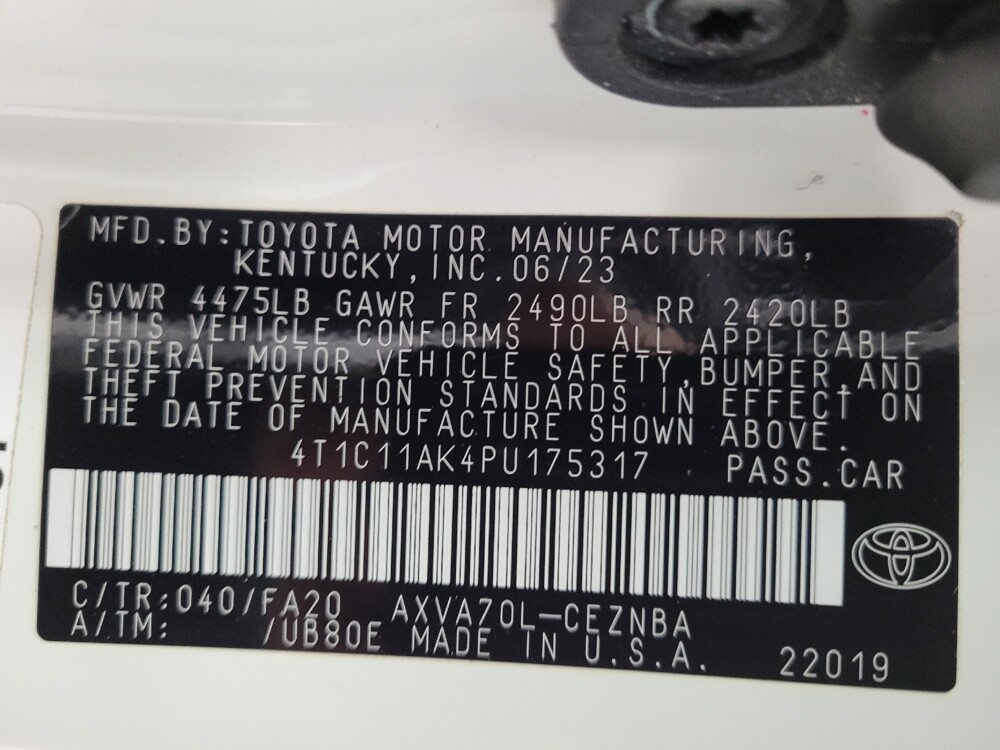 MFD.BY:TOYOTA MOTOR MANUFACTURING,
KENTUCKY, INC. 06/23
GVWR 4475LB GAWR FR 2490LB RR 2420LB
THIS VEHICLE CONFORMS TO ALL APPLICABLE
FEDERAL MOTOR VEHICLE SAFETY, BUMPER, AND
THEFT PREVENTION STANDARDS IN EFFECT ON
THE DATE OF MANUFACTURE SHOWN ABOVE.
4T1C11AK4PU175317 PASS.CAR
C/TR:040/FA20 AXVA70L-CEZNBA
A/TM: /UB80E MADE IN U.S.A. 22019